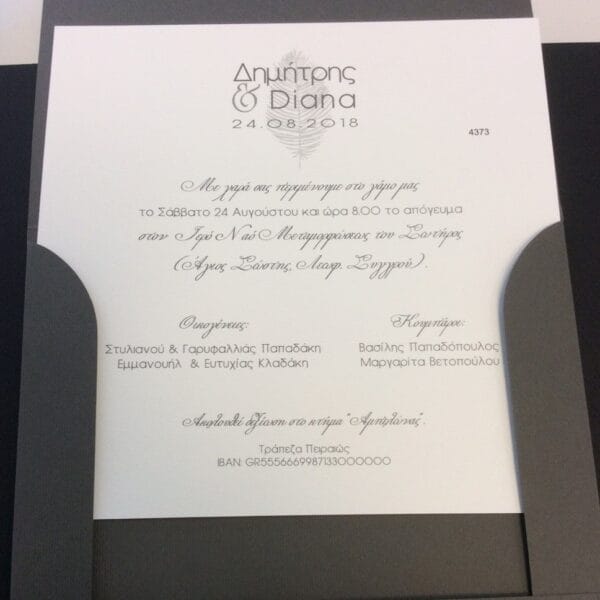 Δημήτρης
& Diana
24.08.2018
4373
Με χαρά σας περιμένουμε στο γάμο μας
το Σάββατο 24 Αυγούστου και ώρα 8.00 το απόγευμα
στον Ιερό Ναό Μεταμορφώσεως του Σωτήρος
(Άγιος Σώστης, Λεωφ. Συγγρού).
Οικογένειες:
Στυλιανού & Γαρυφαλλιάς Παπαδάκη
Εμμανουήλ & Ευτυχίας Κλαδάκη
Κουμπάροι:
Βασίλης Παπαδόπουλος
Μαργαρίτα Βετοπούλου
Ακολουθεί δεξίωση στο κτήμα "Αμπελώνας".
Τράπεζα Πειραιώς
IBAN: GR5556669987133000000